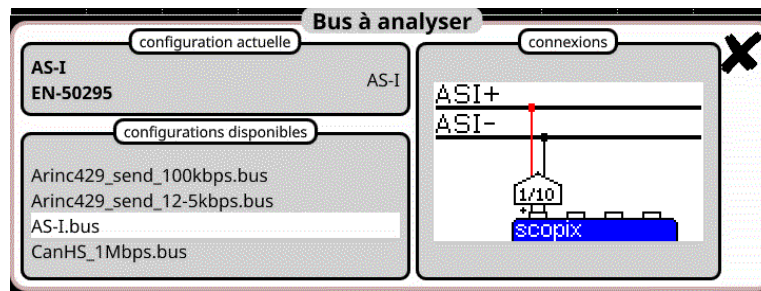 Bus à analyser
configuration actuelle
AS-I
EN-50295
AS-I
configurations disponibles
Arinc429_send_100kbps.bus
Arinc429_send_12-5kbps.bus
AS-I.bus
CanHS_1Mbps.bus
connexions
ASI+
ASI-
1/10
+
scopix